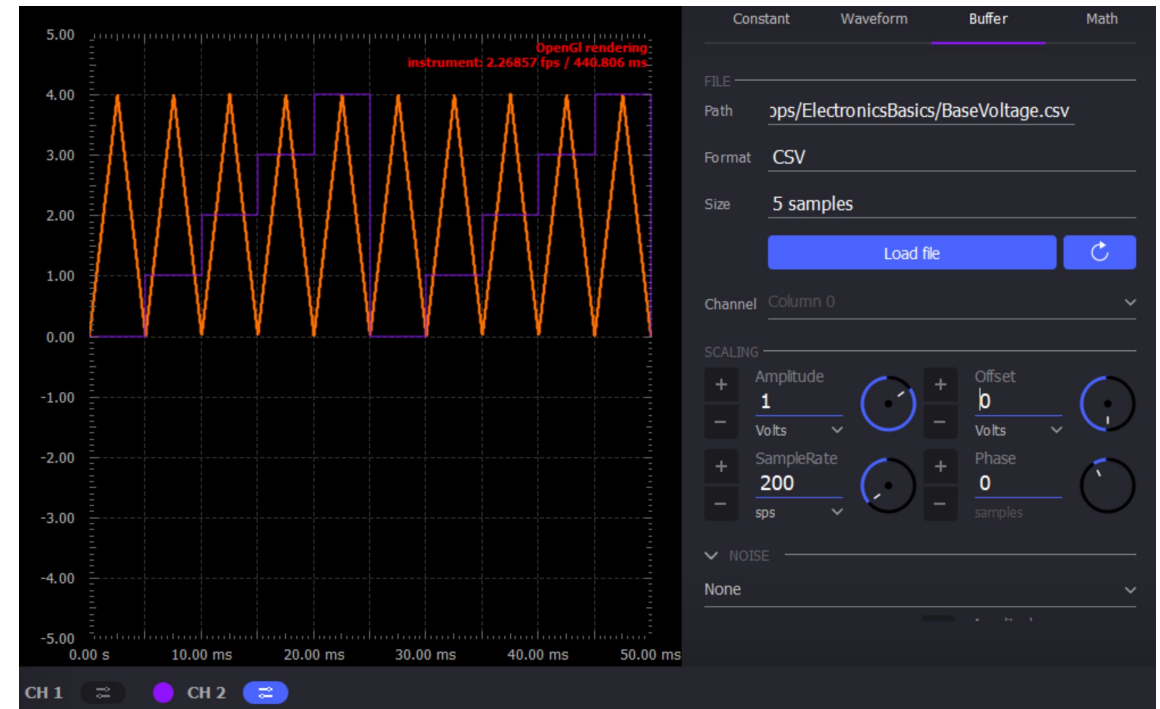 5.00
4.00
3.00
2.00
1.00
0.00
-1.00
-2.00
-3.00
-4.00
-5.00
OpenGl rendering
instrument: 2.26857 fps / 440.806 ms
0.00 s 10.00 ms 20.00 ms 30.00 ms 40.00 ms 50.00 ms
CH 1 CH 2
Constant Waveform Buffer Math
FILE
Path ops/ElectronicsBasics/BaseVoltage.csv
Format CSV
Size 5 samples
Load file
Channel Column 0
SCALING
+ Amplitude + Offset
1 0
− Volts − Volts
+ SampleRate + Phase
200 0
− sps − samples
NOISE
None